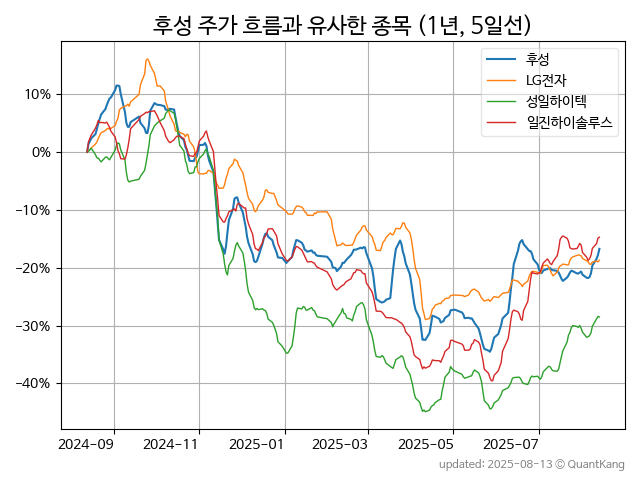 후성 주가 흐름과 유사한 종목 (1년, 5일선)
후성
LG전자
성일하이텍
일진하이솔루스
10%
0%
−10%
−20%
−30%
−40%
2024-09 2024-11 2025-01 2025-03 2025-05 2025-07
updated: 2025-08-13 © QuantKang